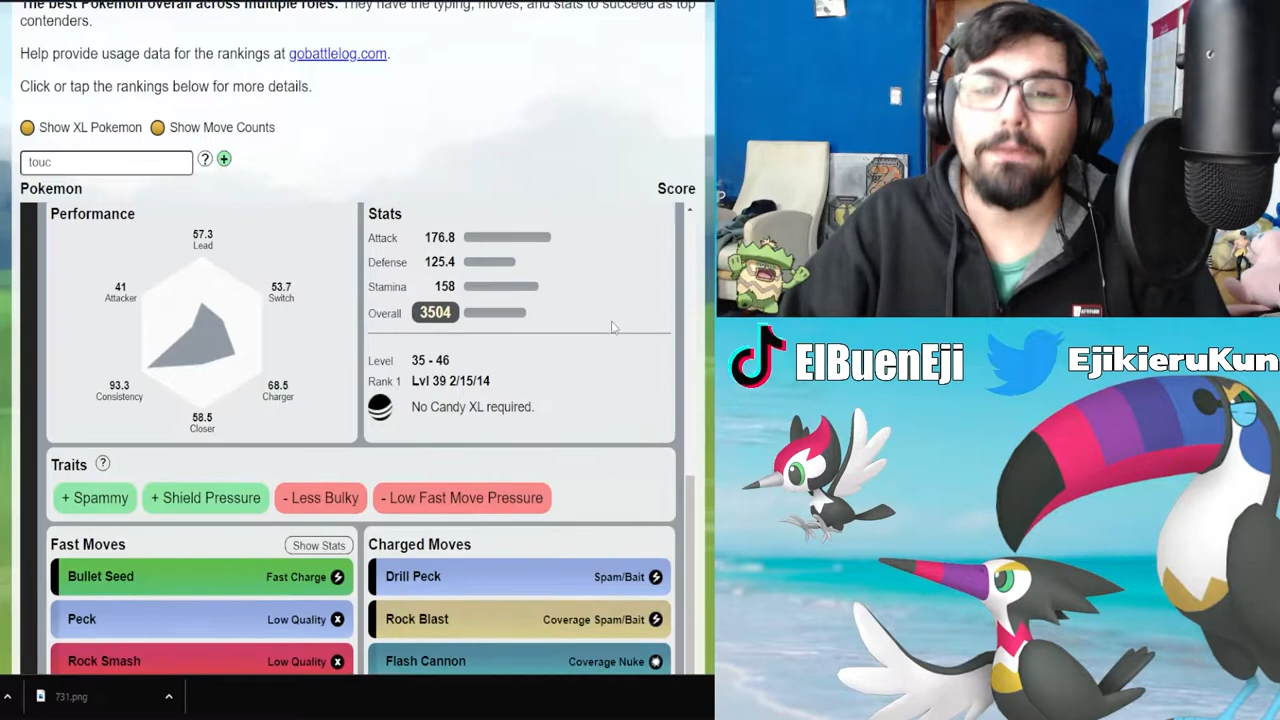 The best Pokemon overall across multiple roles. They have the typing, moves, and stats to succeed as top
contenders.
Help provide usage data for the rankings at gobattlelog.com.
Click or tap the rankings below for more details.
Show XL Pokemon Show Move Counts
touc ? +
Pokemon Score
Performance
57.3
Lead
53.7
Switch
68.5
Charger
58.5
Closer
93.3
Consistency
41
Attacker
Stats
Attack 176.8
Defense 125.4
Stamina 158
Overall 3504
Level 35 - 46
Rank 1 Lvl 39 2/15/14
No Candy XL required.
Traits ?
+ Spammy + Shield Pressure - Less Bulky - Low Fast Move Pressure
Fast Moves Show Stats
Bullet Seed Fast Charge
Peck Low Quality
Rock Smash Low Quality
Charged Moves
Drill Peck Spam/Bait
Rock Blast Coverage Spam/Bait
Flash Cannon Coverage Nuke
731.png
ElBuenEji
EjikieruKun